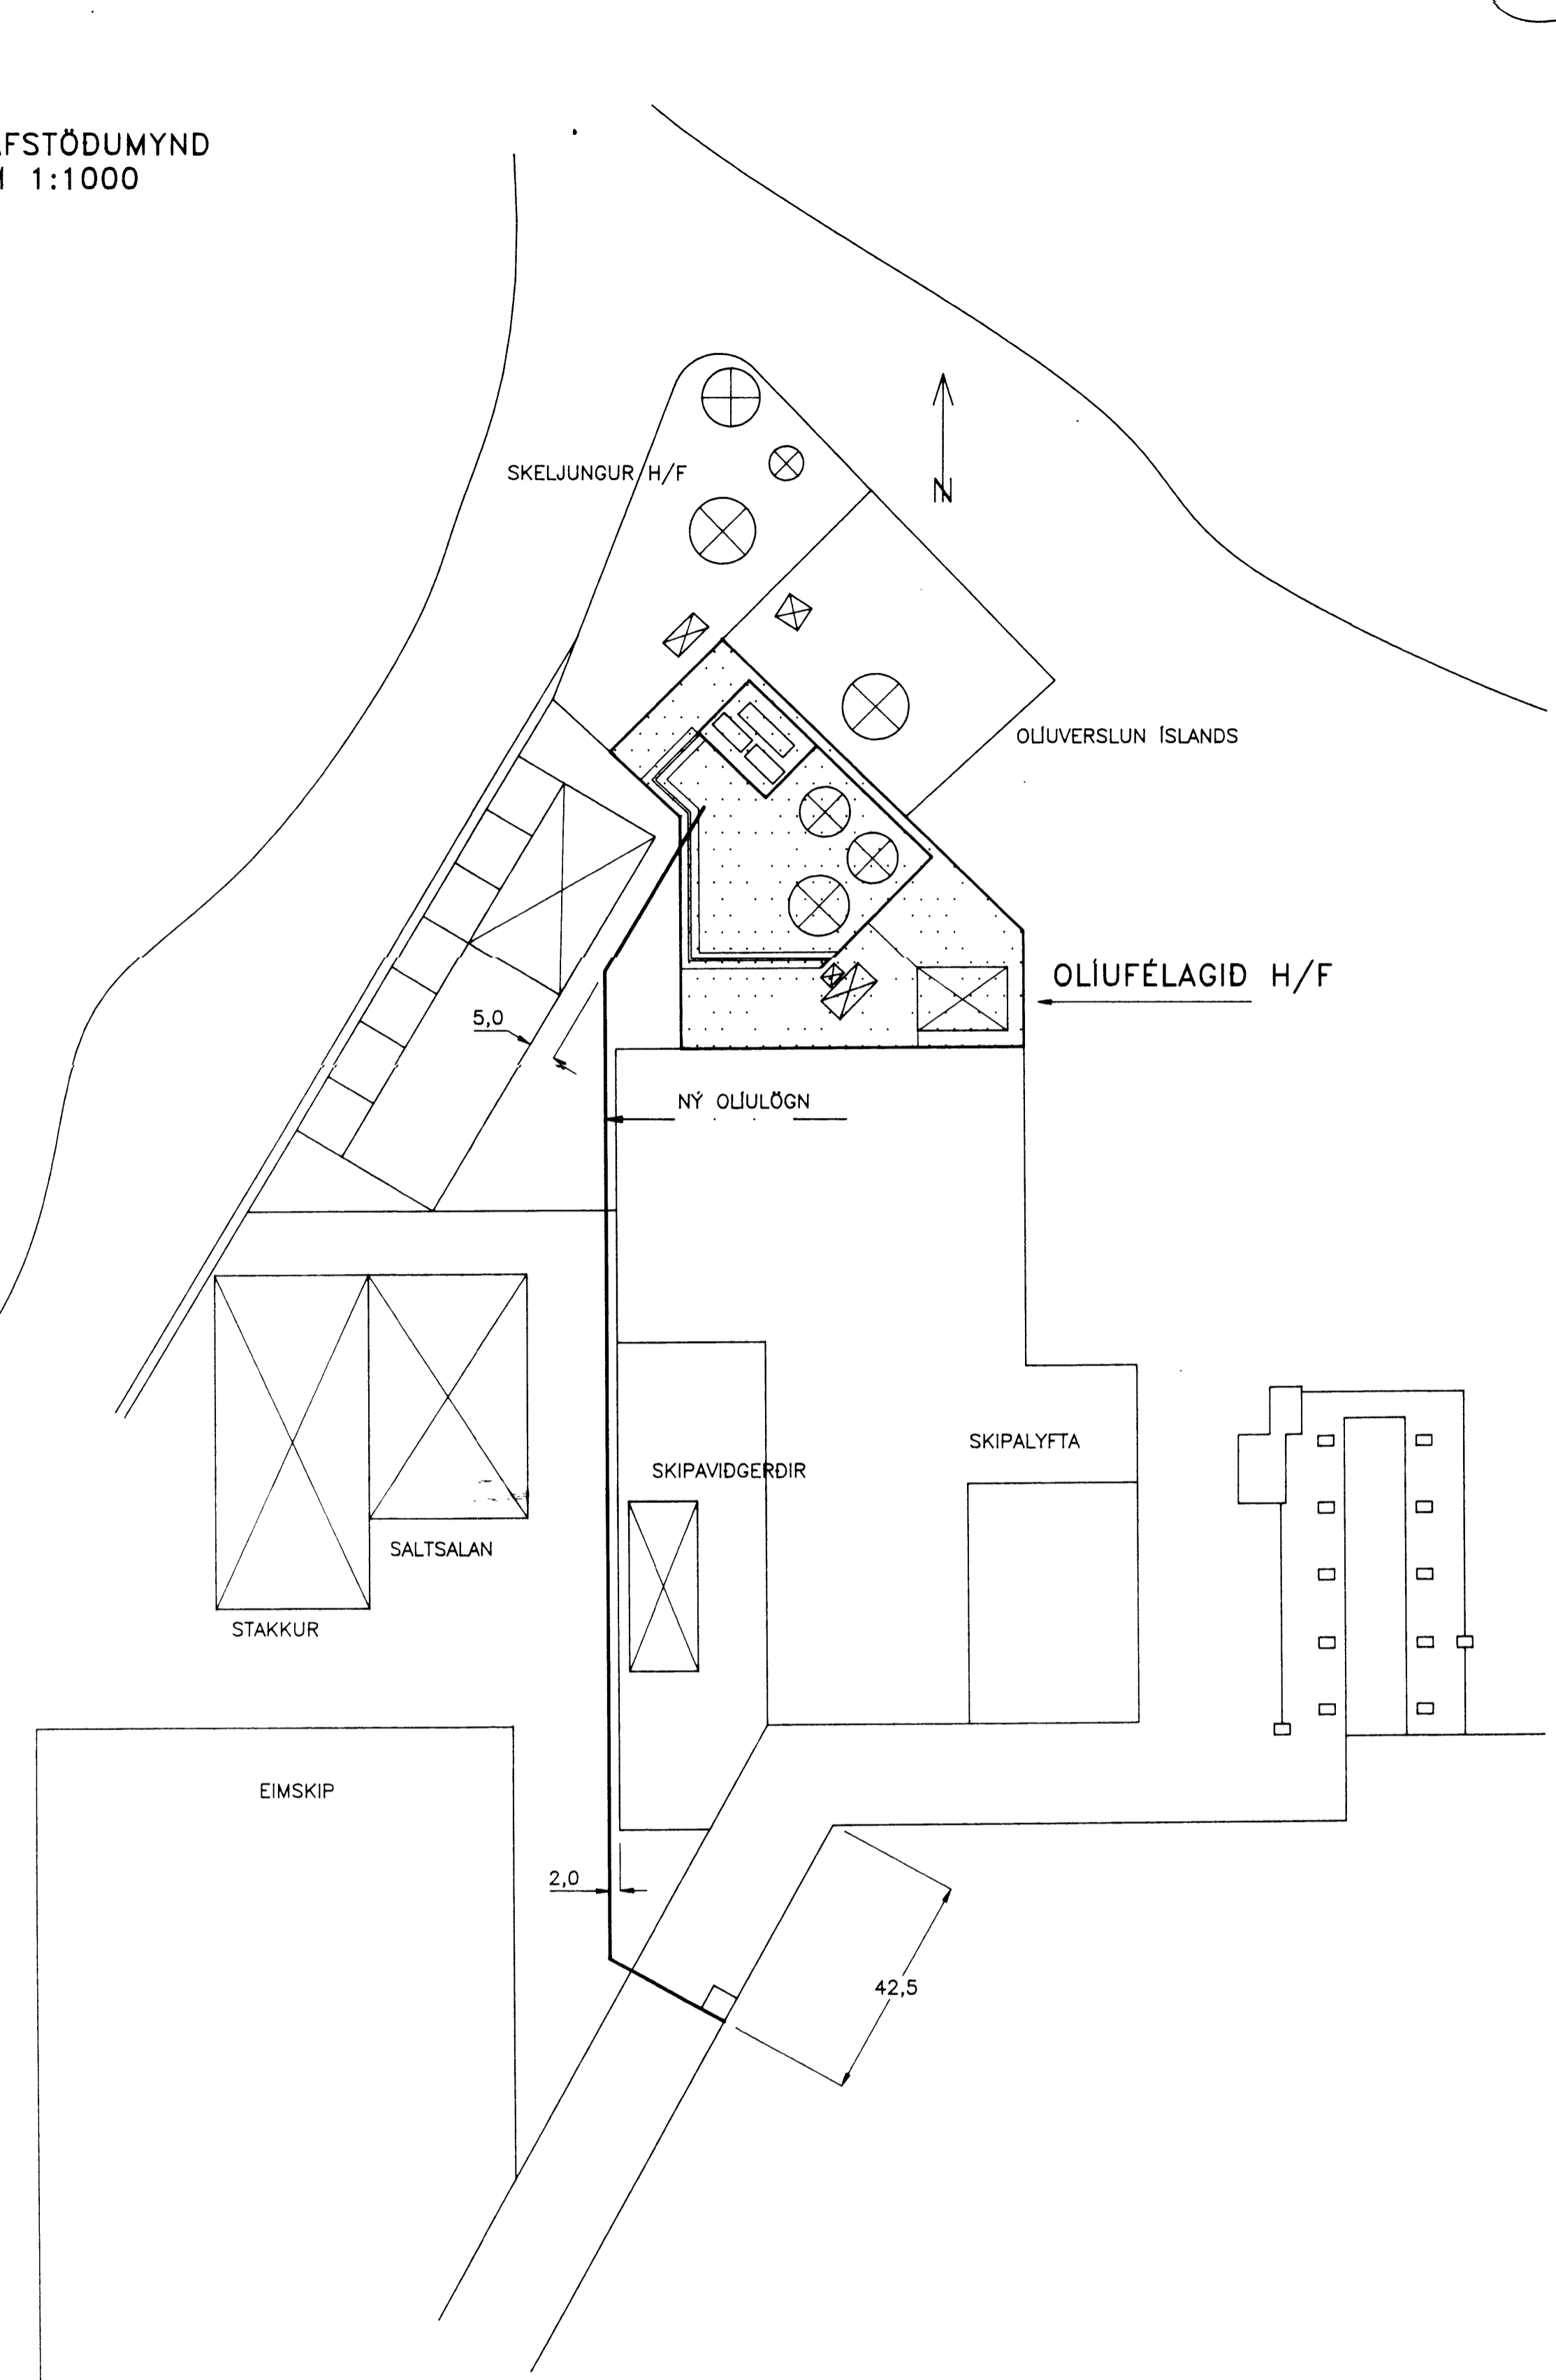 AFSTÖÐUMYND
M 1:1000
SKELJUNGUR H/F
N
OLÍUVERSLUN ÍSLANDS
OLÍUFÉLAGIÐ H/F
5,0
NÝ OLÍULÖGN
SKIPALYFTA
SKIPAVIÐGERÐIR
SALTSALAN
STAKKUR
EIMSKIP
2,0
42,5